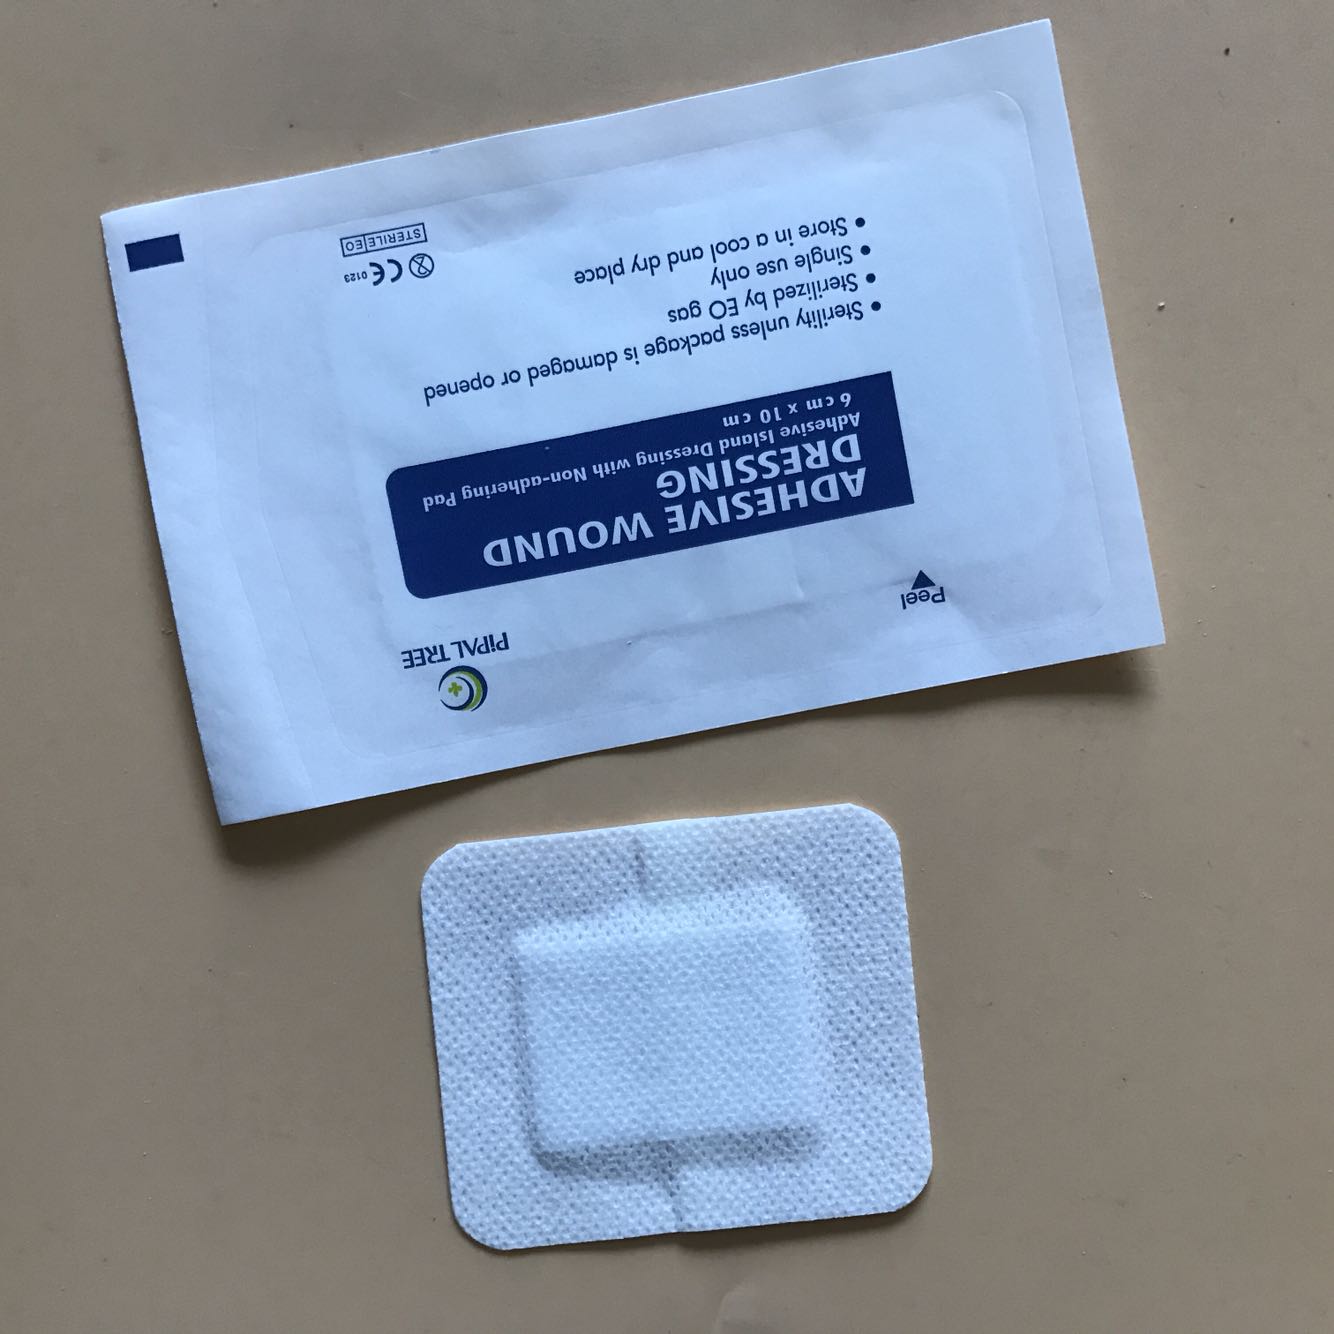 PiPAL TREE
Peel
ADHESIVE WOUND
DRESSING
Adhesive Island Dressing with Non-adhering Pad
6 cm x 10 cm
• Sterility unless package is damaged or opened
• Sterilized by EO gas
• Single use only
• Store in a cool and dry place
2 CE 0123
STERILE EO